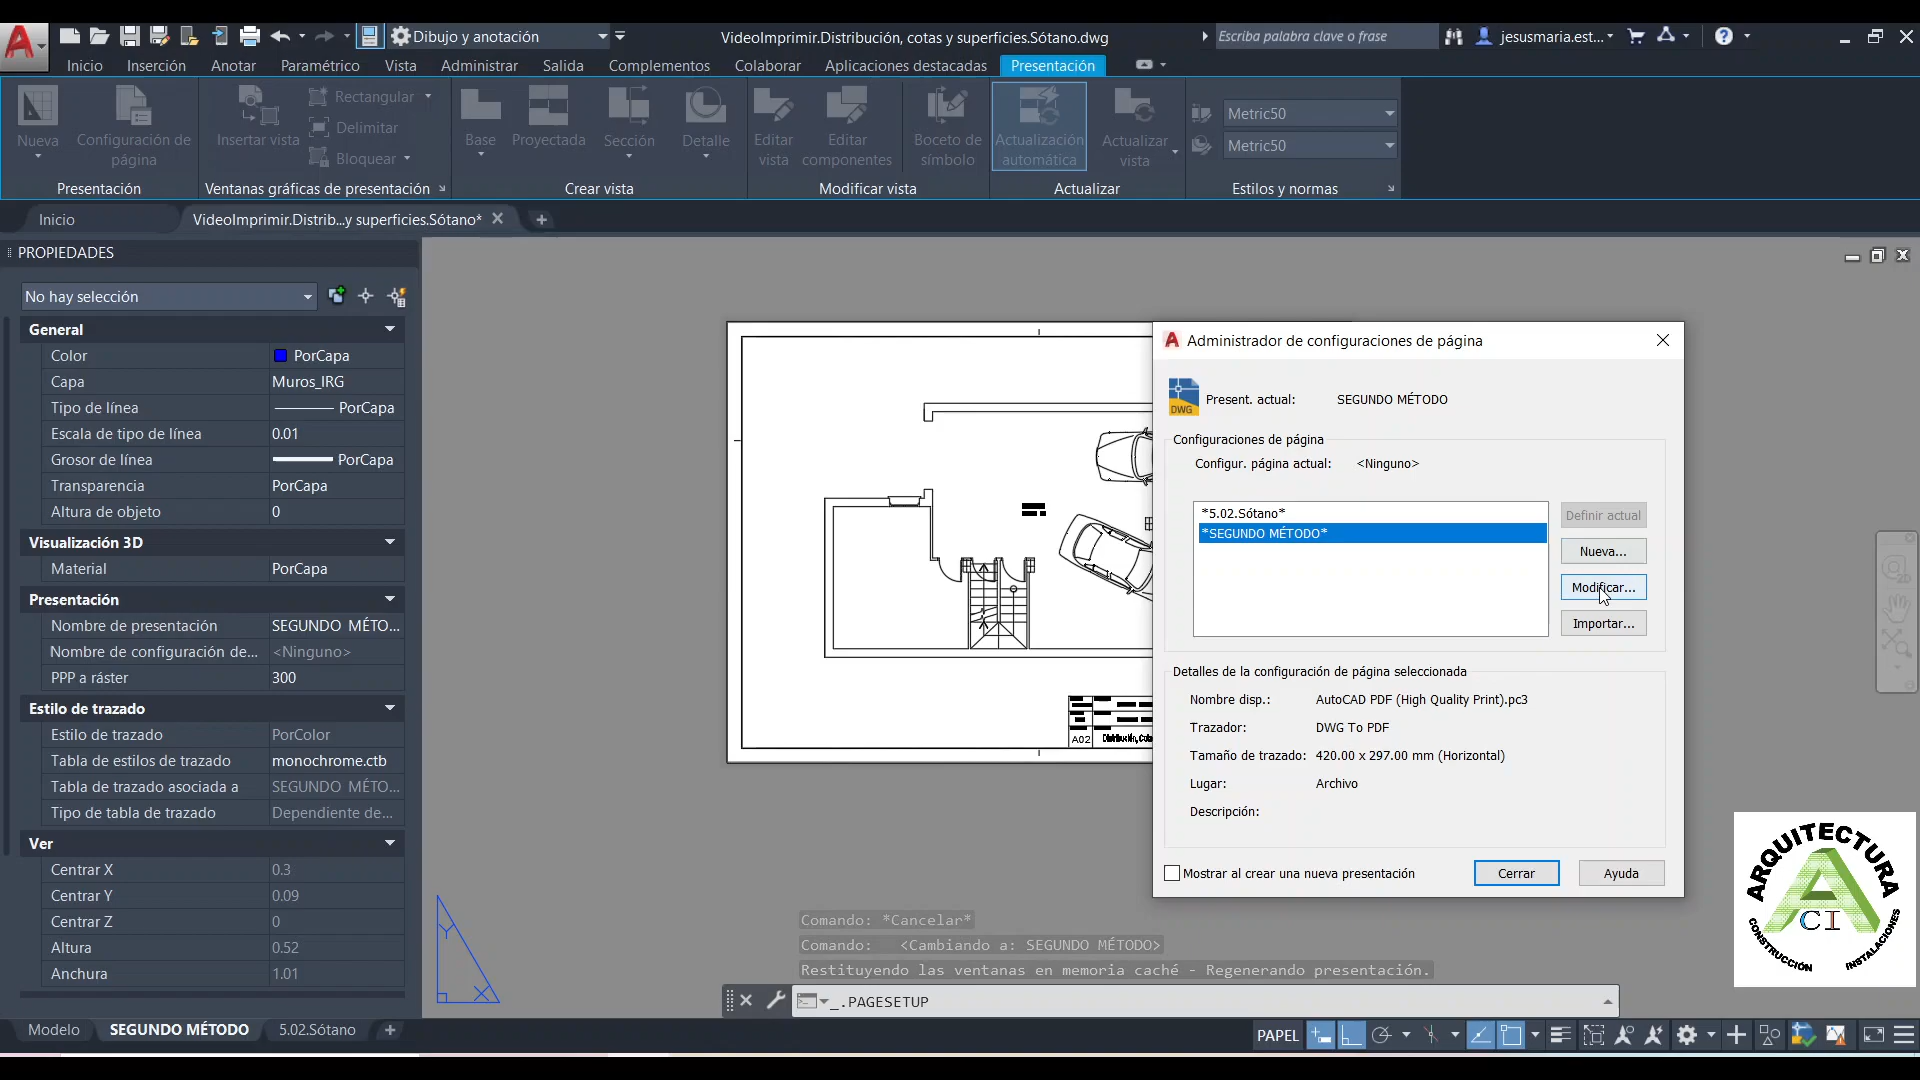 Dibujo y anotación
VideoImprimir.Distribución, cotas y superficies.Sótano.dwg
Escriba palabra clave o frase
jesusmaria.est...
Inicio
Inserción
Anotar
Paramétrico
Vista
Administrar
Salida
Complementos
Colaborar
Aplicaciones destacadas
Presentación
Nueva
Configuración de
página
Insertar vista
Rectangular
Delimitar
Bloquear
Base
Proyectada
Sección
Detalle
Editar
vista
Editar
componentes
Boceto de
símbolo
Actualización
automática
Actualizar
vista
Metric50
Metric50
Presentación
Ventanas gráficas de presentación
Crear vista
Modificar vista
Actualizar
Estilos y normas
Inicio
VideoImprimir.Distrib...y superficies.Sótano*
PROPIEDADES
No hay selección
General
Color PorCapa
Capa Muros_IRG
Tipo de línea PorCapa
Escala de tipo de línea 0.01
Grosor de línea PorCapa
Transparencia PorCapa
Altura de objeto 0
Visualización 3D
Material PorCapa
Presentación
Nombre de presentación SEGUNDO MÉTO...
Nombre de configuración de... <Ninguno>
PPP a ráster 300
Estilo de trazado
Estilo de trazado PorColor
Tabla de estilos de trazado monochrome.ctb
Tabla de trazado asociada a SEGUNDO MÉTO...
Tipo de tabla de trazado Dependiente de...
Ver
Centrar X 0.3
Centrar Y 0.09
Centrar Z 0
Altura 0.52
Anchura 1.01
A02
Y
X
Administrador de configuraciones de página
DWG
Present. actual: SEGUNDO MÉTODO
Configuraciones de página
Configur. página actual: <Ninguno>
*5.02.Sótano*
*SEGUNDO MÉTODO*
Definir actual
Nueva...
Modificar...
Importar...
Detalles de la configuración de página seleccionada
Nombre disp.: AutoCAD PDF (High Quality Print).pc3
Trazador: DWG To PDF
Tamaño de trazado: 420.00 x 297.00 mm (Horizontal)
Lugar: Archivo
Descripción:
Mostrar al crear una nueva presentación
Cerrar
Ayuda
ARQUITECTURA
CI
CONSTRUCCIÓN
INSTALACIONES
Comando: *Cancelar*
Comando: <Cambiando a: SEGUNDO MÉTODO>
Restituyendo las ventanas en memoria caché - Regenerando presentación.
_.PAGESETUP
Modelo
SEGUNDO MÉTODO
5.02.Sótano
PAPEL